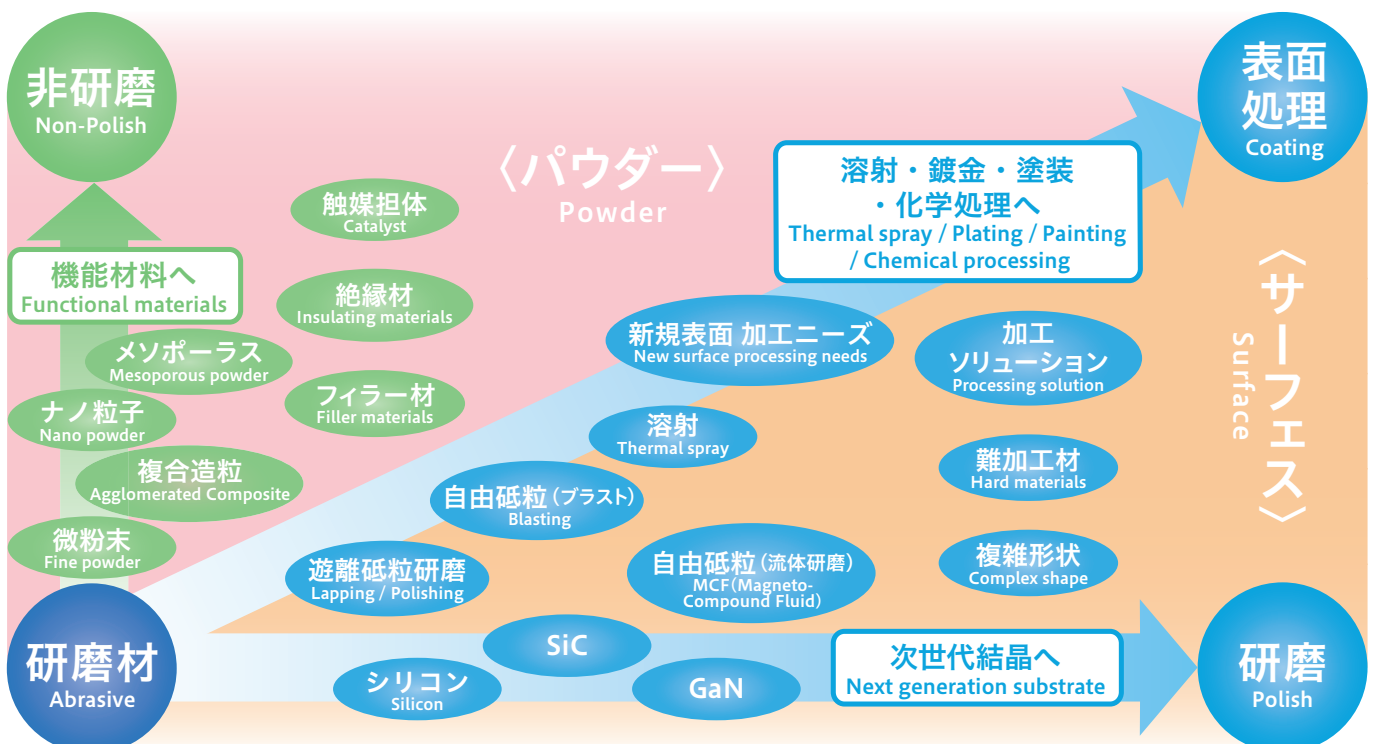 非研磨
Non-Polish
表面
処理
Coating
〈パウダー〉
Powder
溶射・鍍金・塗装
・化学処理へ
Thermal spray / Plating / Painting
/ Chemical processing
触媒担体
Catalyst
機能材料へ
Functional materials
絶縁材
Insulating materials
〈サーフェス〉
Surface
新規表面 加工ニーズ
New surface processing needs
加工
ソリューション
Processing solution
メソポーラス
Mesoporous powder
フィラー材
Filler materials
ナノ粒子
Nano powder
溶射
Thermal spray
複合造粒
Agglomerated Composite
自由砥粒（ブラスト）
Blasting
難加工材
Hard materials
微粉末
Fine powder
遊離砥粒研磨
Lapping / Polishing
自由砥粒（流体研磨）
MCF(Magneto-
Compound Fluid)
複雑形状
Complex shape
研磨材
Abrasive
シリコン
Silicon
SiC
GaN
次世代結晶へ
Next generation substrate
研磨
Polish